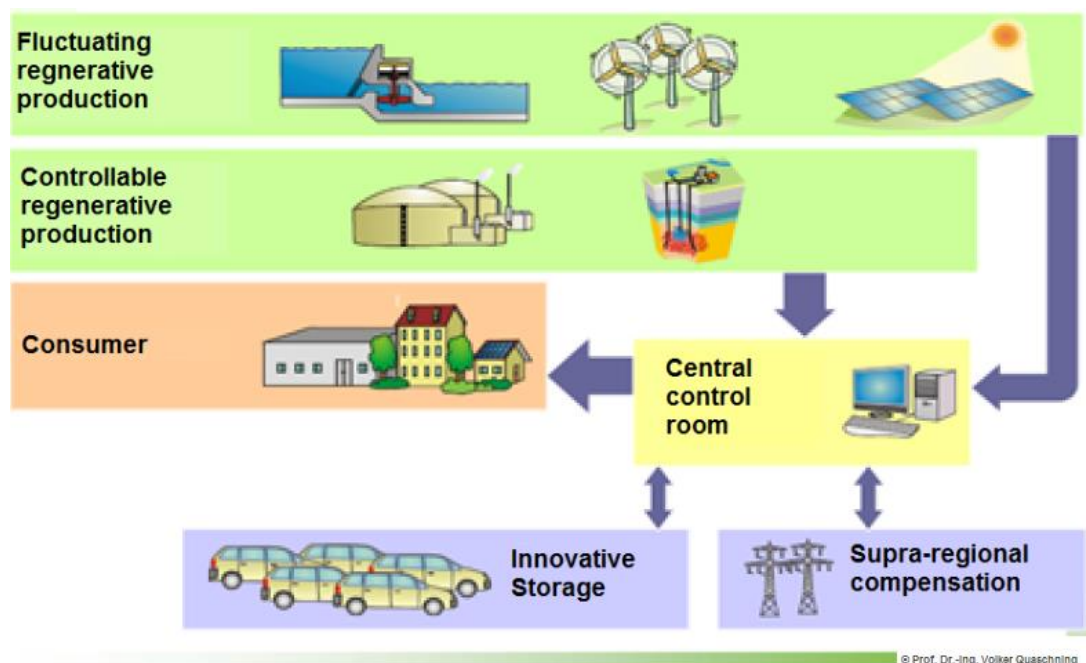 Fluctuating
regnerative
production
Controllable
regenerative
production
Consumer
Central
control
room
Innovative
Storage
Supra-regional
compensation
© Prof. Dr.-Ing. Volker Quaschning